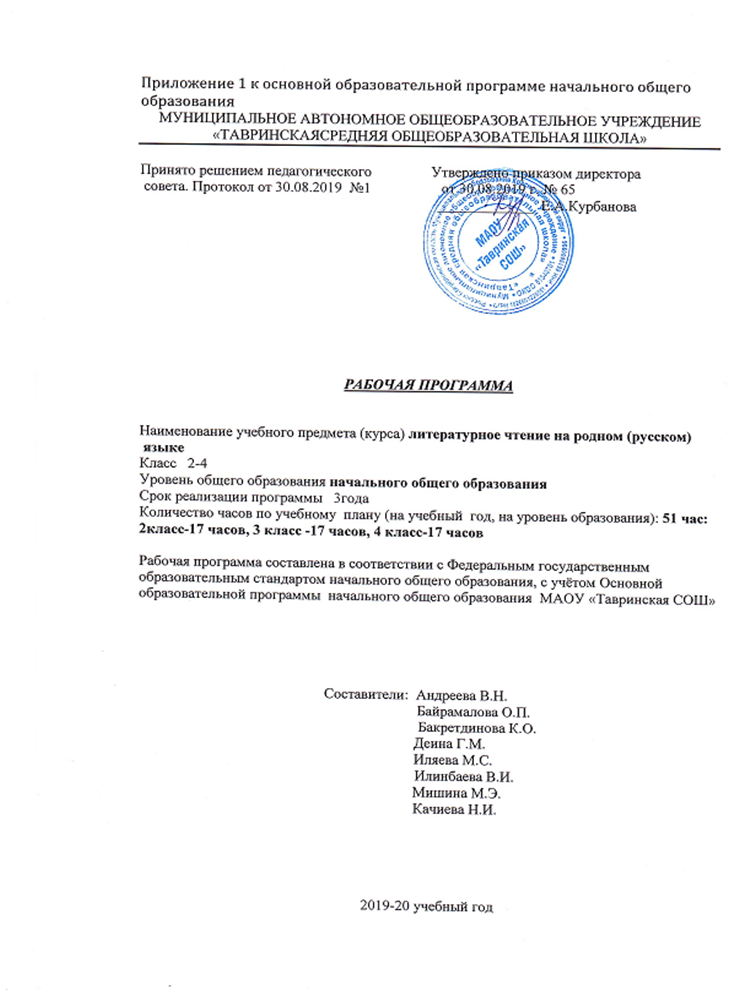 Приложение 1 к основной образовательной программе начального общего
образования
МУНИЦИПАЛЬНОЕ АВТОНОМНОЕ ОБЩЕОБРАЗОВАТЕЛЬНОЕ УЧРЕЖДЕНИЕ
«ТАВРИНСКАЯСРЕДНЯЯ ОБЩЕОБРАЗОВАТЕЛЬНАЯ ШКОЛА»
Принято решением педагогического
совета. Протокол от 30.08.2019 №1
Утверждено приказом директора
от 30.08.2019 г. № 65
Е.А.Курбанова
МАОУ
«Тавринская
СОШ»
РАБОЧАЯ ПРОГРАММА
Наименование учебного предмета (курса) литературное чтение на родном (русском)
языке
Класс 2-4
Уровень общего образования начального общего образования
Срок реализации программы 3года
Количество часов по учебному плану (на учебный год, на уровень образования): 51 час:
2класс-17 часов, 3 класс -17 часов, 4 класс-17 часов
Рабочая программа составлена в соответствии с Федеральным государственным
образовательным стандартом начального общего образования, с учётом Основной
образовательной программы начального общего образования МАОУ «Тавринская СОШ»
Составители: Андреева В.Н.
Байрамалова О.П.
Бакретдинова К.О.
Деина Г.М.
Иляева М.С.
Илинбаева В.И.
Мишина М.Э.
Качиева Н.И.
2019-20 учебный год